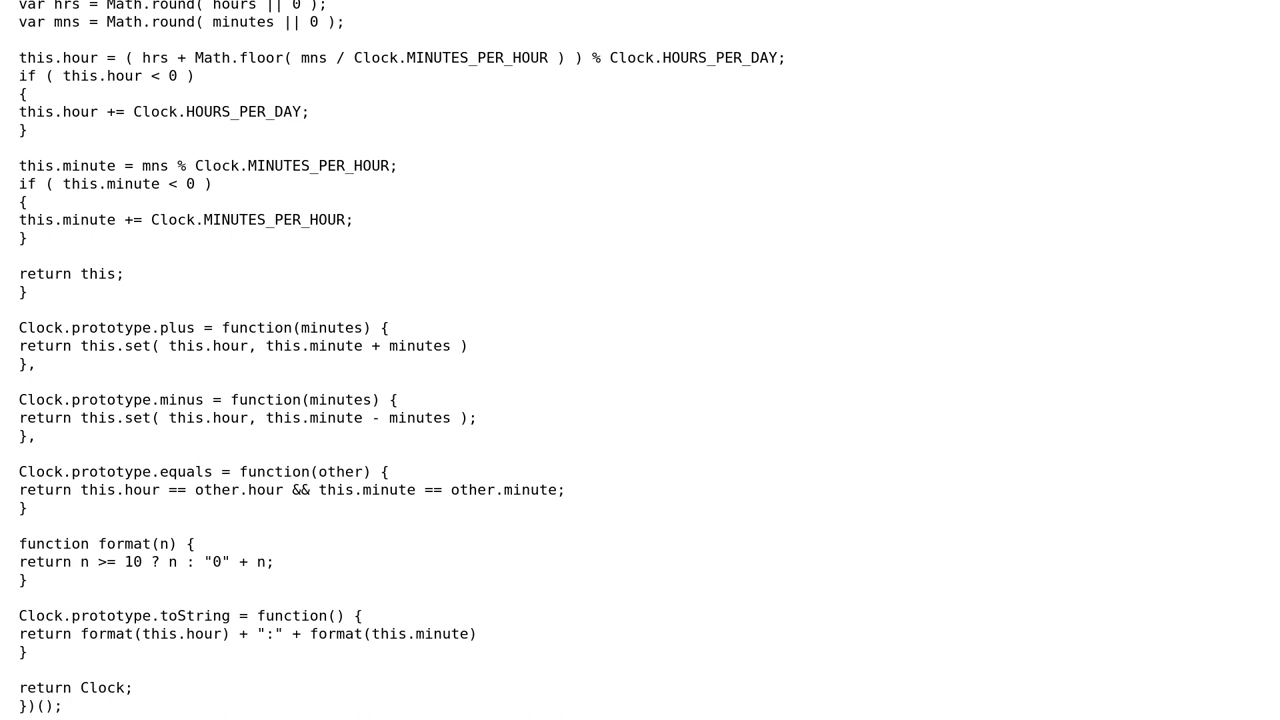 var hrs = Math.round( hours || 0 );
var mns = Math.round( minutes || 0 );

this.hour = ( hrs + Math.floor( mns / Clock.MINUTES_PER_HOUR ) ) % Clock.HOURS_PER_DAY;
if ( this.hour < 0 )
{
this.hour += Clock.HOURS_PER_DAY;
}

this.minute = mns % Clock.MINUTES_PER_HOUR;
if ( this.minute < 0 )
{
this.minute += Clock.MINUTES_PER_HOUR;
}

return this;
}

Clock.prototype.plus = function(minutes) {
return this.set( this.hour, this.minute + minutes )
},

Clock.prototype.minus = function(minutes) {
return this.set( this.hour, this.minute - minutes );
},

Clock.prototype.equals = function(other) {
return this.hour == other.hour && this.minute == other.minute;
}

function format(n) {
return n >= 10 ? n : "0" + n;
}

Clock.prototype.toString = function() {
return format(this.hour) + ":" + format(this.minute)
}

return Clock;
})();